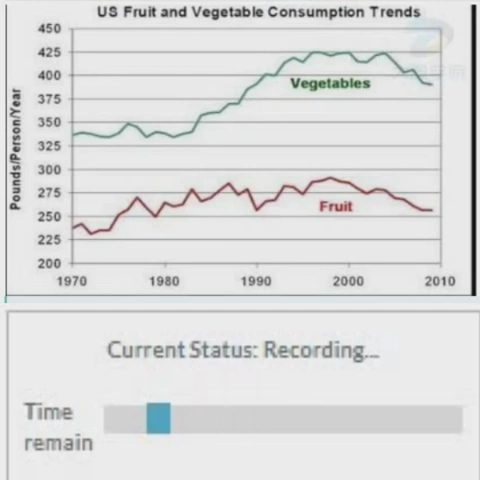 US Fruit and Vegetable Consumption Trends
450
425
400
375
350
325
300
275
250
225
200
Pounds/Person/Year
Vegetables
Fruit
1970 1980 1990 2000 2010
Current Status: Recording...
Time
remain